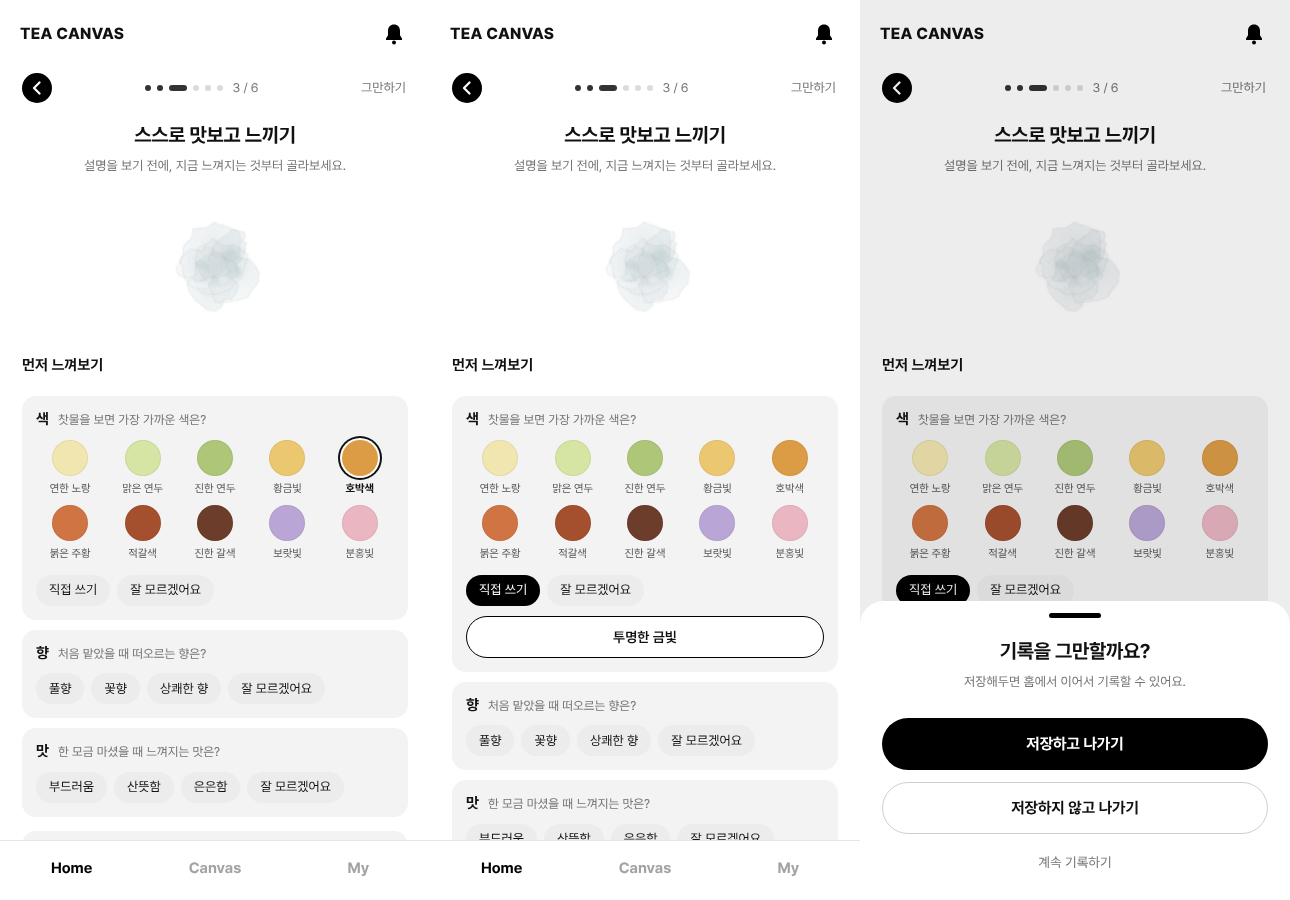 TEA CANVAS
3 / 6
그만하기
스스로 맛보고 느끼기
설명을 보기 전에, 지금 느껴지는 것부터 골라보세요.
먼저 느껴보기
색 찻물을 보면 가장 가까운 색은?
연한 노랑 맑은 연두 진한 연두 황금빛 호박색
붉은 주황 적갈색 진한 갈색 보랏빛 분홍빛
직접 쓰기 잘 모르겠어요
향 처음 맡았을 때 떠오르는 향은?
풀향 꽃향 상쾌한 향 잘 모르겠어요
맛 한 모금 마셨을 때 느껴지는 맛은?
부드러움 산뜻함 은은함 잘 모르겠어요
Home Canvas My
TEA CANVAS
3 / 6
그만하기
스스로 맛보고 느끼기
설명을 보기 전에, 지금 느껴지는 것부터 골라보세요.
먼저 느껴보기
색 찻물을 보면 가장 가까운 색은?
연한 노랑 맑은 연두 진한 연두 황금빛 호박색
붉은 주황 적갈색 진한 갈색 보랏빛 분홍빛
직접 쓰기 잘 모르겠어요
투명한 금빛
향 처음 맡았을 때 떠오르는 향은?
풀향 꽃향 상쾌한 향 잘 모르겠어요
맛 한 모금 마셨을 때 느껴지는 맛은?
부드러움 산뜻함 은은함 잘 모르겠어요
Home Canvas My
TEA CANVAS
3 / 6
그만하기
스스로 맛보고 느끼기
설명을 보기 전에, 지금 느껴지는 것부터 골라보세요.
먼저 느껴보기
색 찻물을 보면 가장 가까운 색은?
연한 노랑 맑은 연두 진한 연두 황금빛 호박색
붉은 주황 적갈색 진한 갈색 보랏빛 분홍빛
직접 쓰기 잘 모르겠어요
기록을 그만할까요?
저장해두면 홈에서 이어서 기록할 수 있어요.
저장하고 나가기
저장하지 않고 나가기
계속 기록하기